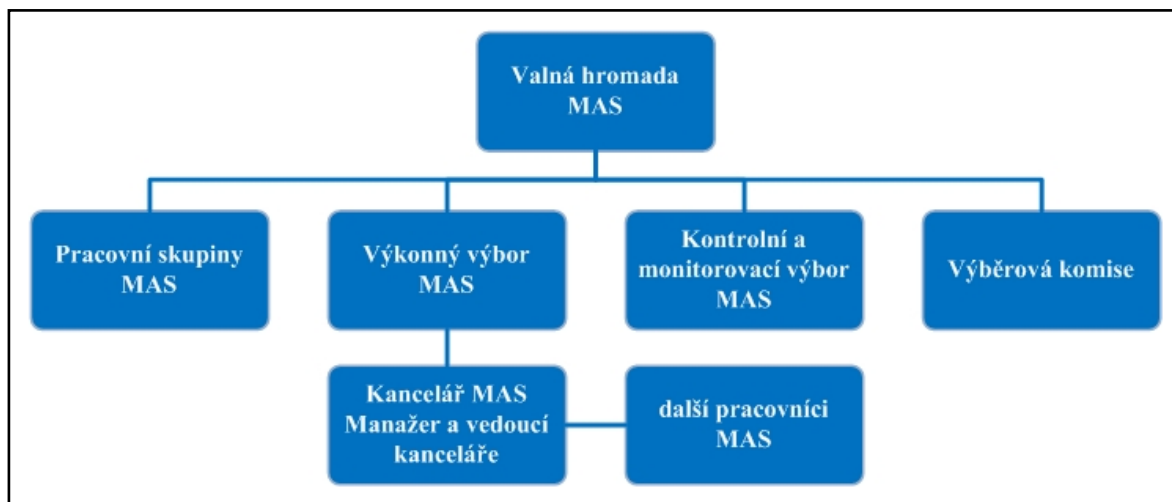 Valná hromada
MAS
Pracovní skupiny
MAS
Výkonný výbor
MAS
Kontrolní a
monitorovací výbor
MAS
Výběrová komise
Kancelář MAS
Manažer a vedoucí
kanceláře
další pracovníci
MAS